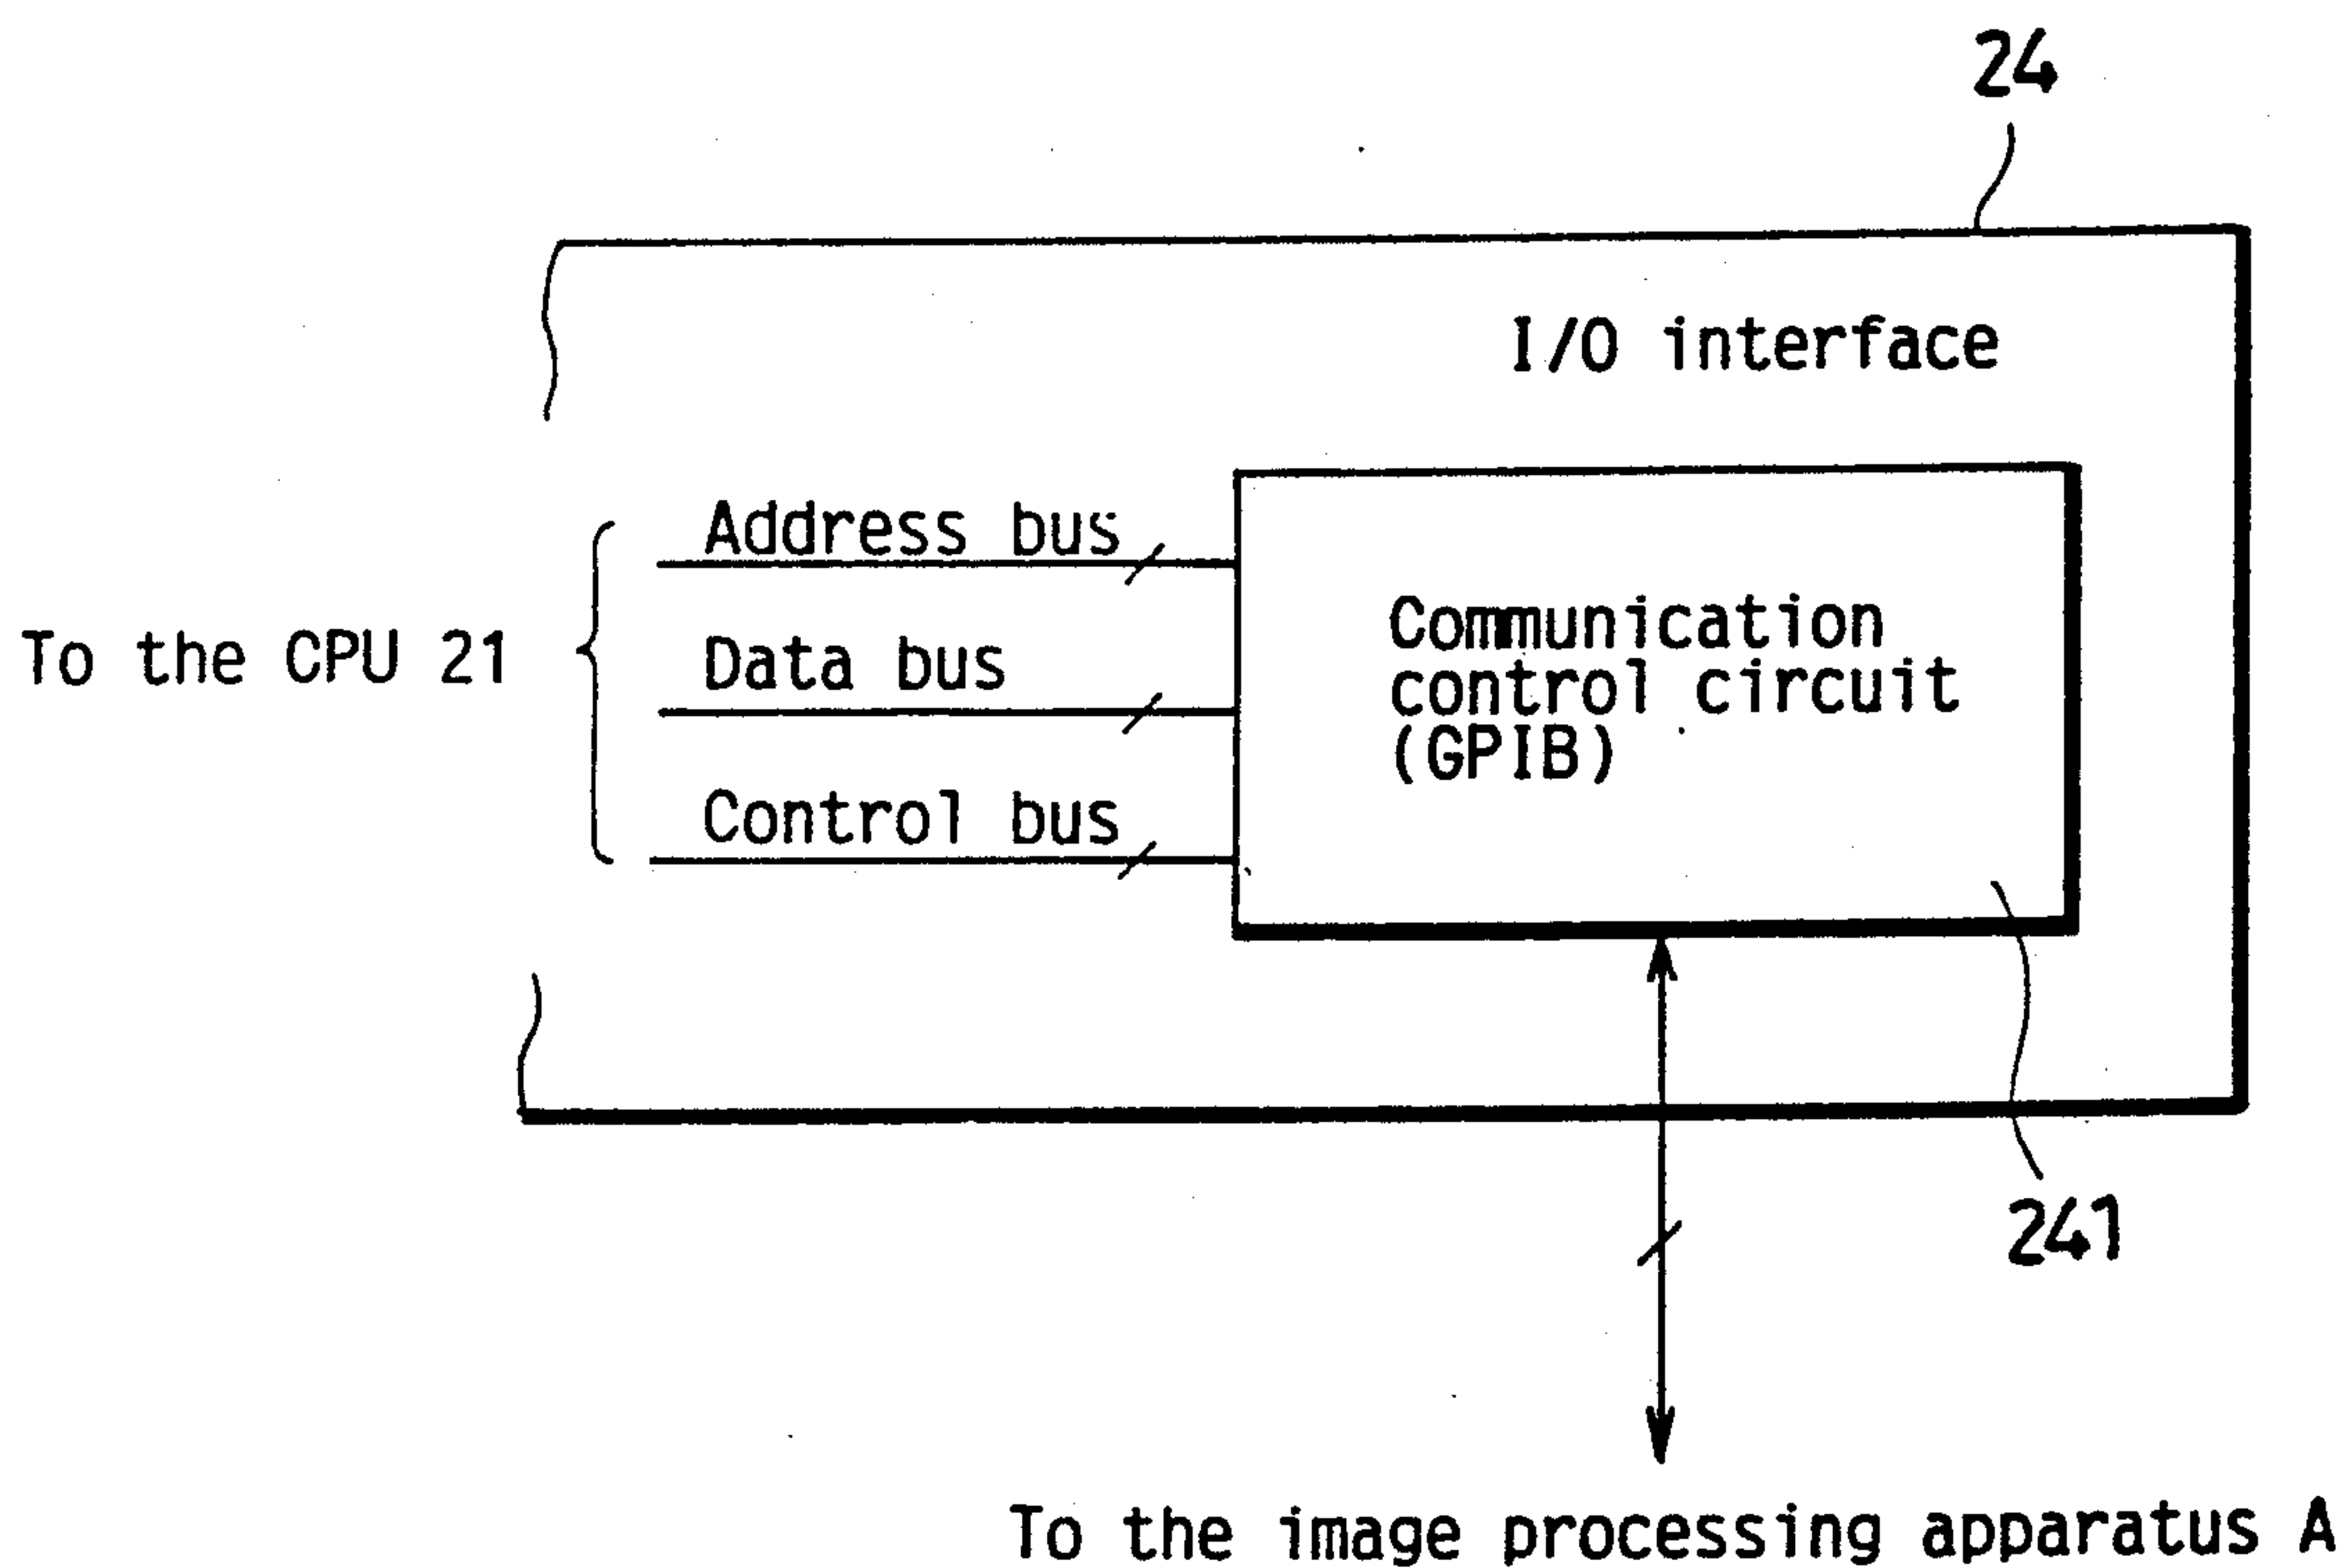 24
I/O interface
Address bus
To the CPU 21
Data bus
Control bus
Communication
control circuit
(GPIB)
241
To the image processing apparatus A